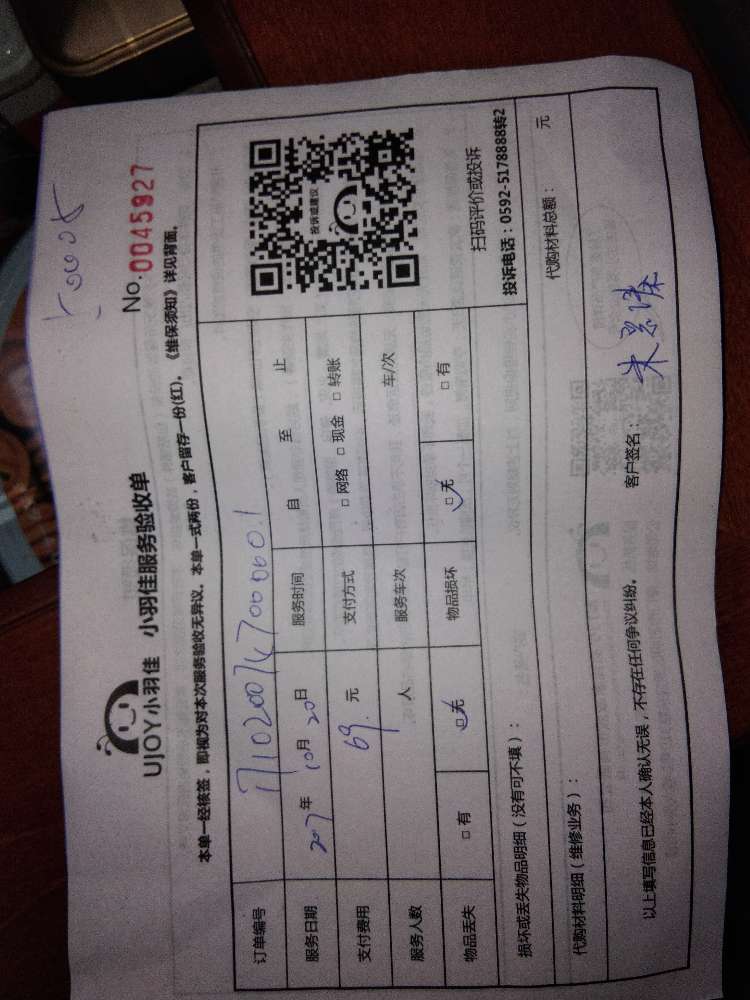 No. 0045927
UJOY小羽佳 小羽佳服务验收单
本单一经核签，即视为对本次服务验收无异议。本单一式两份，客户留存一份(红)。《维保须知》详见背面。
订单编号
服务日期 2017年 10月 20日 服务时间 自 至 止
支付费用 69. 元 支付方式 □网络 □现金 □转账
服务人数 人 服务车次 车/次
物品丢失 □有 □无 物品损坏 □无 □有
投诉或建议
扫码评价或投诉
投诉电话：0592-5178888转2
损坏或丢失物品明细（没有可不填）：
代购材料明细（维修业务）： 代购材料总额： 元
以上填写信息已经本人确认无误，不存在任何争议纠纷。 客户签名：